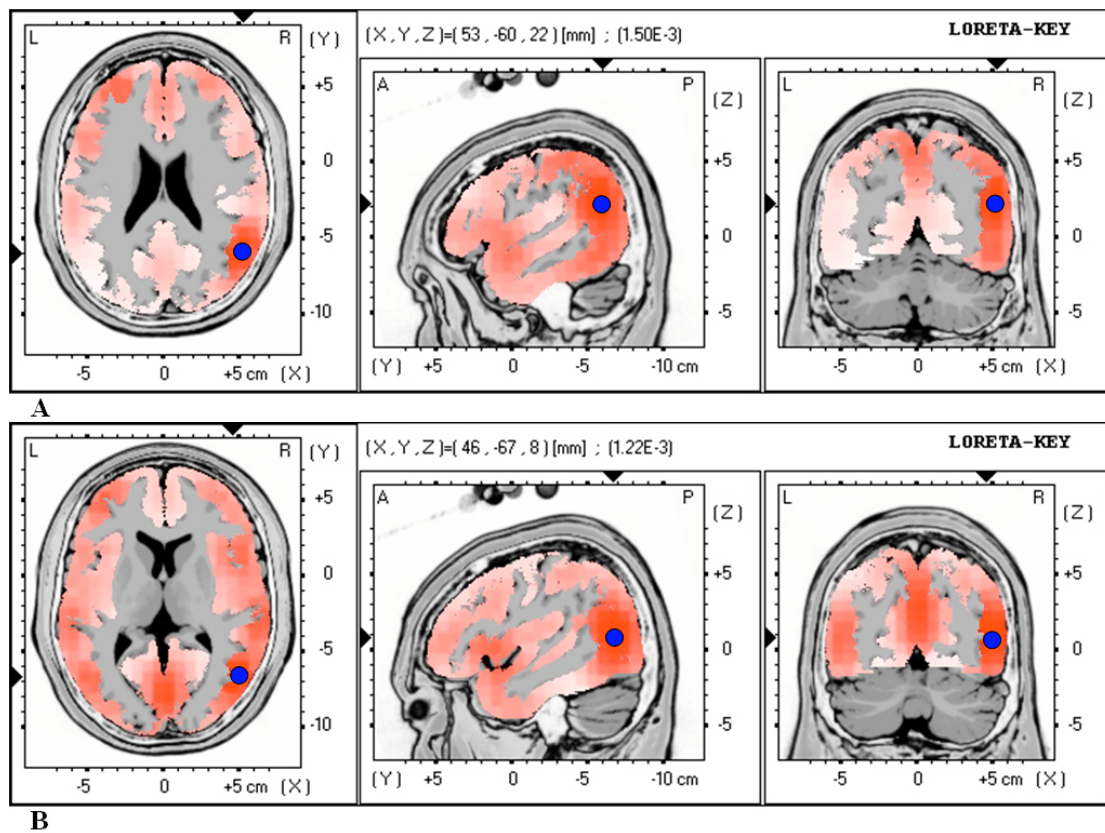 L R (Y) (X,Y,Z)=(53,-60,22)[mm] ; (1.50E-3) LORETA-KEY
A P (Z) L R (Z)
+5 +5 +5
0
0 0
-5
-10 -5 -5
-5 0 +5 cm (X) (Y) +5 0 -5 -10 cm -5 0 +5 cm (X)
A
L R (Y) (X,Y,Z)=(46,-67,8)[mm] ; (1.22E-3) LORETA-KEY
A P (Z) L R (Z)
+5
0 +5 +5
-5 0 0
-10 -5 -5
-5 0 +5 cm (X) (Y) +5 0 -5 -10 cm -5 0 +5 cm (X)
B